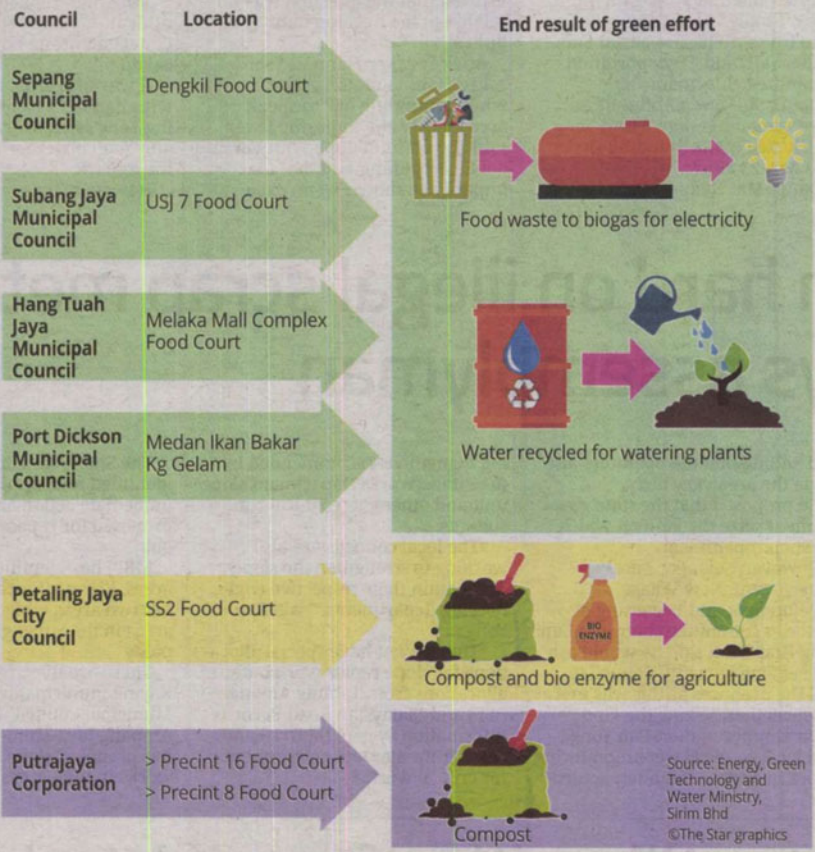 Council
Location
End result of green effort
Sepang
Municipal
Council
Dengkil Food Court
Subang Jaya
Municipal
Council
USJ 7 Food Court
Hang Tuah
Jaya
Municipal
Council
Melaka Mall Complex
Food Court
Port Dickson
Municipal
Council
Medan Ikan Bakar
Kg Gelam
Food waste to biogas for electricity
Water recycled for watering plants
Petaling Jaya
City
Council
SS2 Food Court
BIO
ENZYME
Compost and bio enzyme for agriculture
Putrajaya
Corporation
> Precint 16 Food Court
> Precint 8 Food Court
Compost
Source: Energy, Green
Technology and
Water Ministry,
Sirim Bhd
©The Star graphics